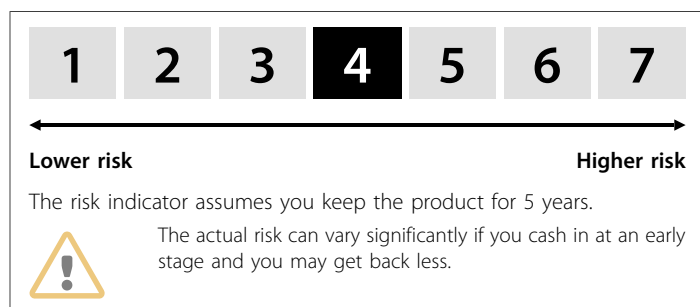 1 2 3 4 5 6 7
Lower risk Higher risk
The risk indicator assumes you keep the product for 5 years.
The actual risk can vary significantly if you cash in at an early
stage and you may get back less.